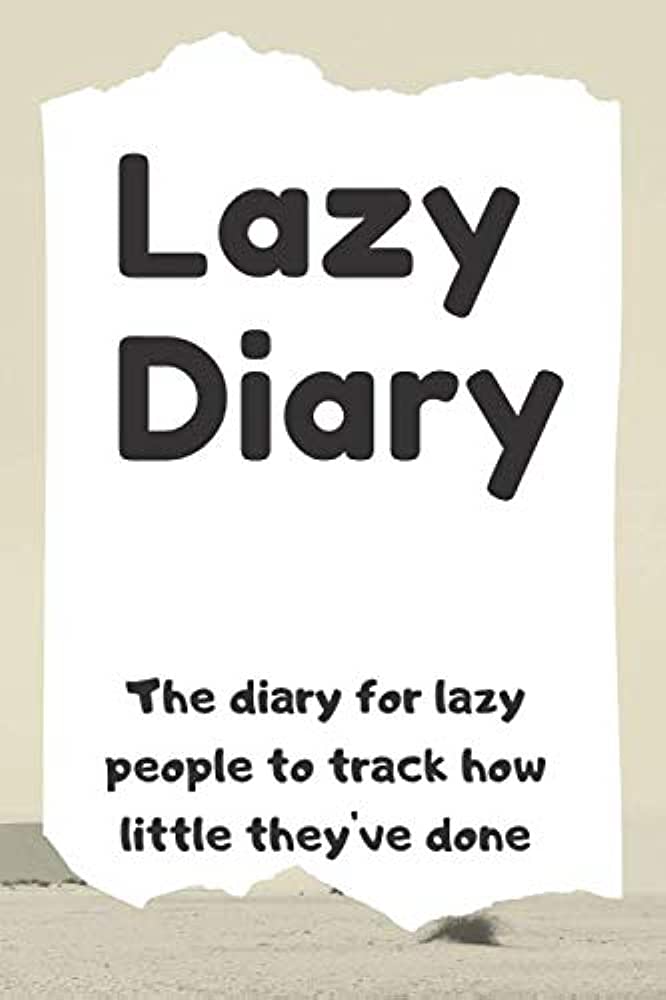 Lazy
Diary
The diary for lazy
people to track how
little they've done